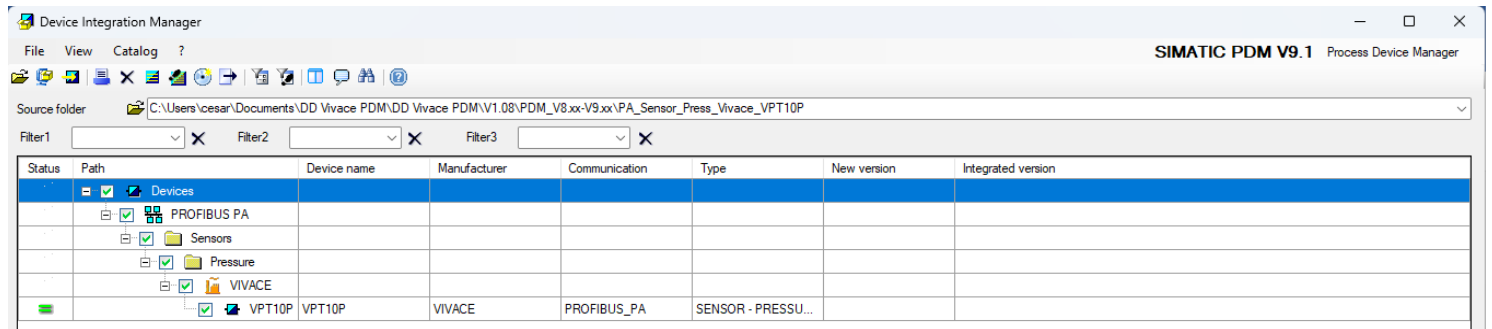 Device Integration Manager
File View Catalog ? SIMATIC PDM V9.1 Process Device Manager
Source folder C:\Users\cesar\Documents\DD Vivace PDM\DD Vivace PDM\V1.08\PDM_V8.xx-V9.xx\PA_Sensor_Press_Vivace_VPT10P
Filter1 Filter2 Filter3
Status Path Device name Manufacturer Communication Type New version Integrated version
Devices
PROFIBUS PA
Sensors
Pressure
VIVACE
VPT10P VPT10P VIVACE PROFIBUS_PA SENSOR - PRESSU...